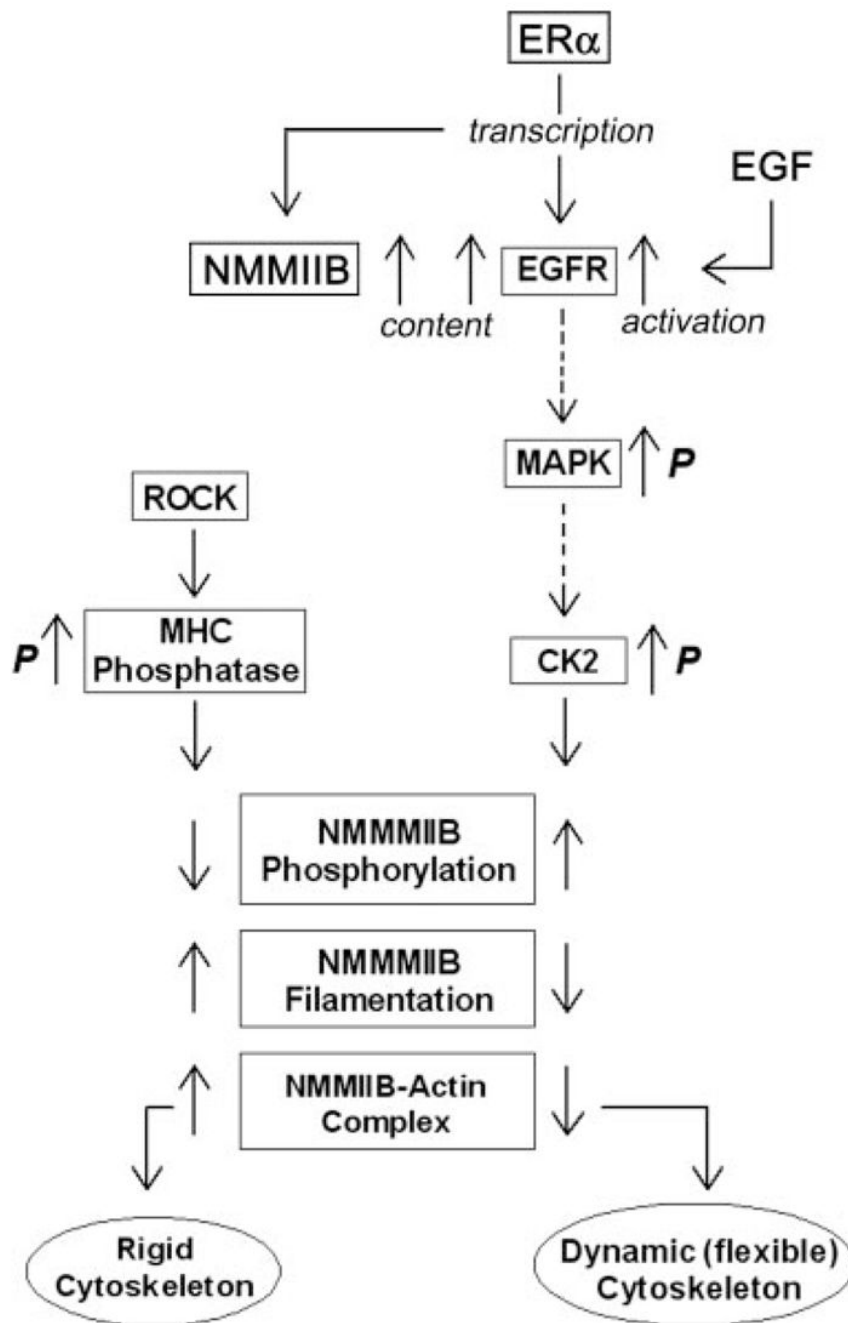 ERα
transcription
EGF
NMMIIB
EGFR
content
activation
MAPK
P
ROCK
P
MHC
Phosphatase
CK2
P
NMMMIIB
Phosphorylation
NMMMIIB
Filamentation
NMMIIB-Actin
Complex
Rigid
Cytoskeleton
Dynamic (flexible)
Cytoskeleton